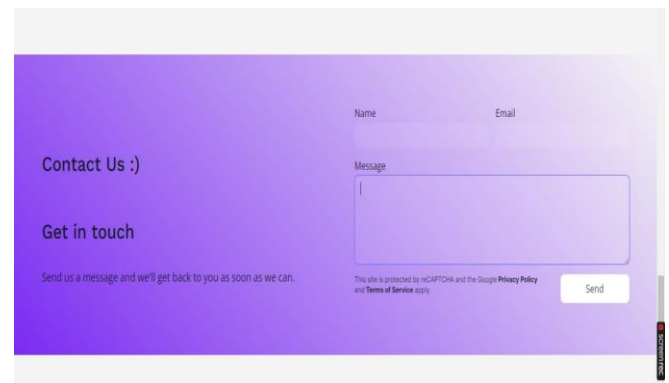 Contact Us :)
Get in touch
Send us a message and we'll get back to you as soon as we can.
Name
Email
Message
This site is protected by reCAPTCHA and the Google Privacy Policy
and Terms of Service apply.
Send
screenrec